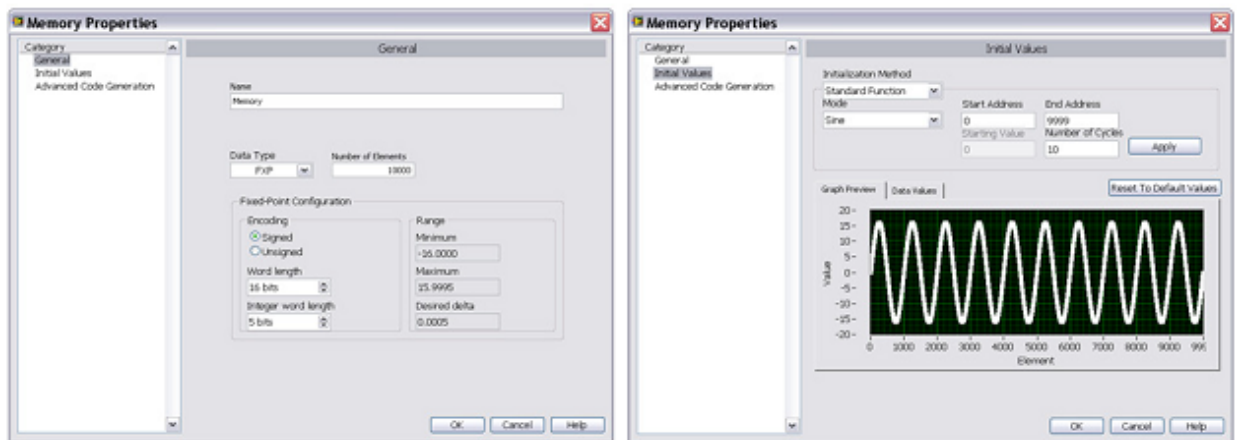 Memory Properties
Category
General
Initial Values
Advanced Code Generation
General
Name
Memory
Data Type
Number of Elements
FXP
10000
Fixed-Point Configuration
Encoding
Signed
Unsigned
Word length
16 bits
Integer word length
5 bits
Range
Minimum
-16.0000
Maximum
15.9995
Desired delta
0.0005
OK
Cancel
Help
Memory Properties
Category
General
Initial Values
Advanced Code Generation
Initial Values
Initialization Method
Standard Function
Mode
Sine
Start Address
0
End Address
9999
Starting Value
0
Number of Cycles
10
Apply
Graph Preview
Data Values
Reset To Default Values
Value
20
15
10
5
0
-5
-10
-15
-20
0 1000 2000 3000 4000 5000 6000 7000 8000 9000 999
Element
OK
Cancel
Help